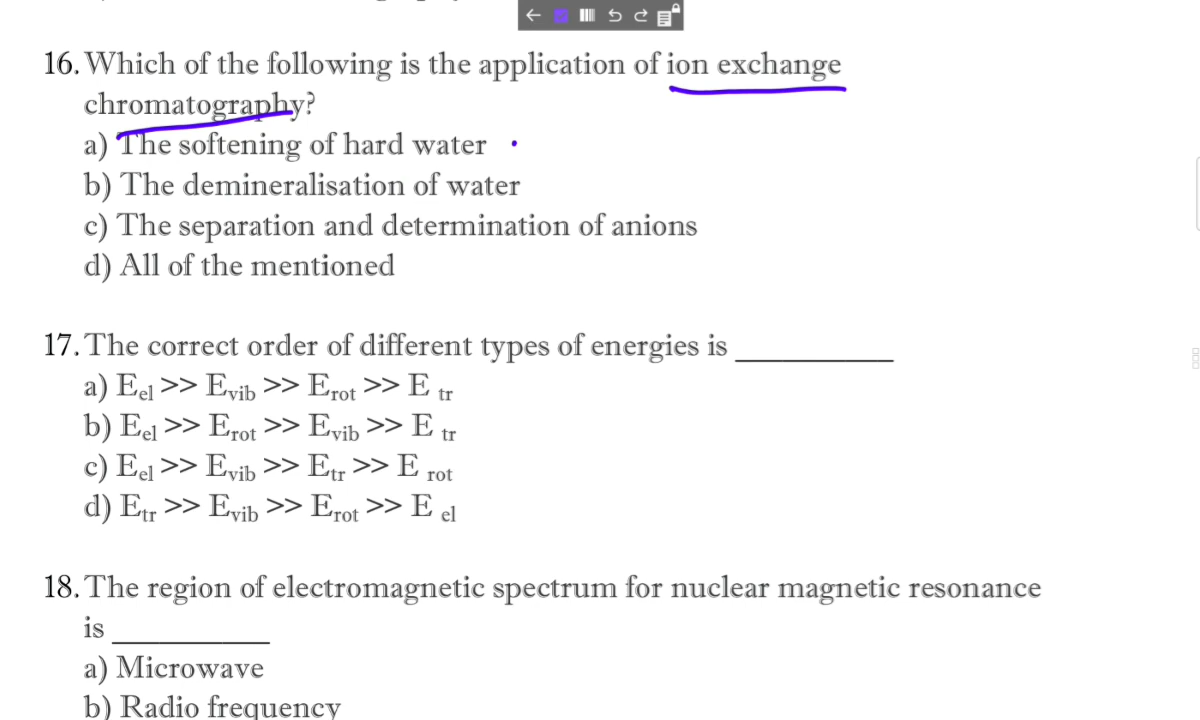 16. Which of the following is the application of ion exchange
chromatography?
a) The softening of hard water
b) The demineralisation of water
c) The separation and determination of anions
d) All of the mentioned
17. The correct order of different types of energies is __________
a) Eel >> Evib >> Erot >> E tr
b) Eel >> Erot >> Evib >> E tr
c) Eel >> Evib >> Etr >> E rot
d) Etr >> Evib >> Erot >> E el
18. The region of electromagnetic spectrum for nuclear magnetic resonance
is __________
a) Microwave
b) Radio frequency